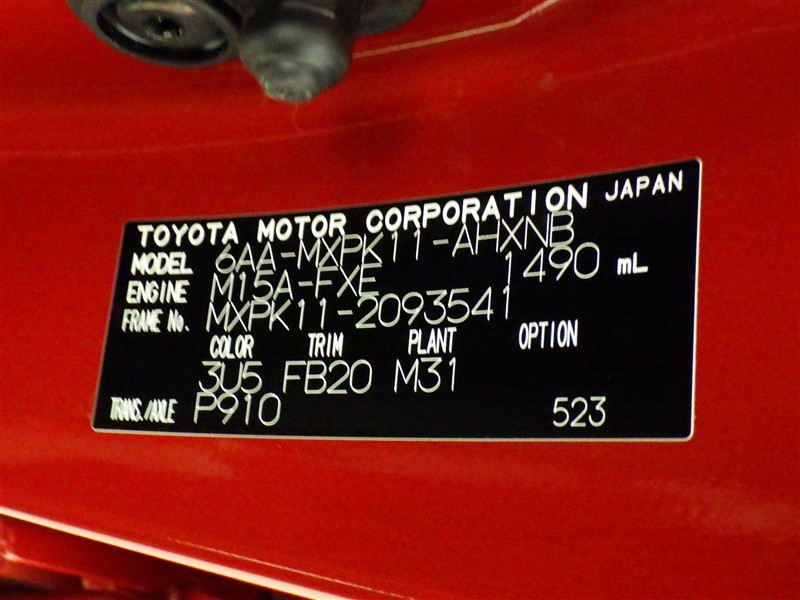 TOYOTA MOTOR CORPORATION JAPAN
MODEL 6AA-MXPK11-AHXNB
ENGINE M15A-FXE 1490 mL
FRAME No. MXPK11-2093541
COLOR TRIM PLANT OPTION
3U5 FB20 M31
TRANS./AXLE P910 523